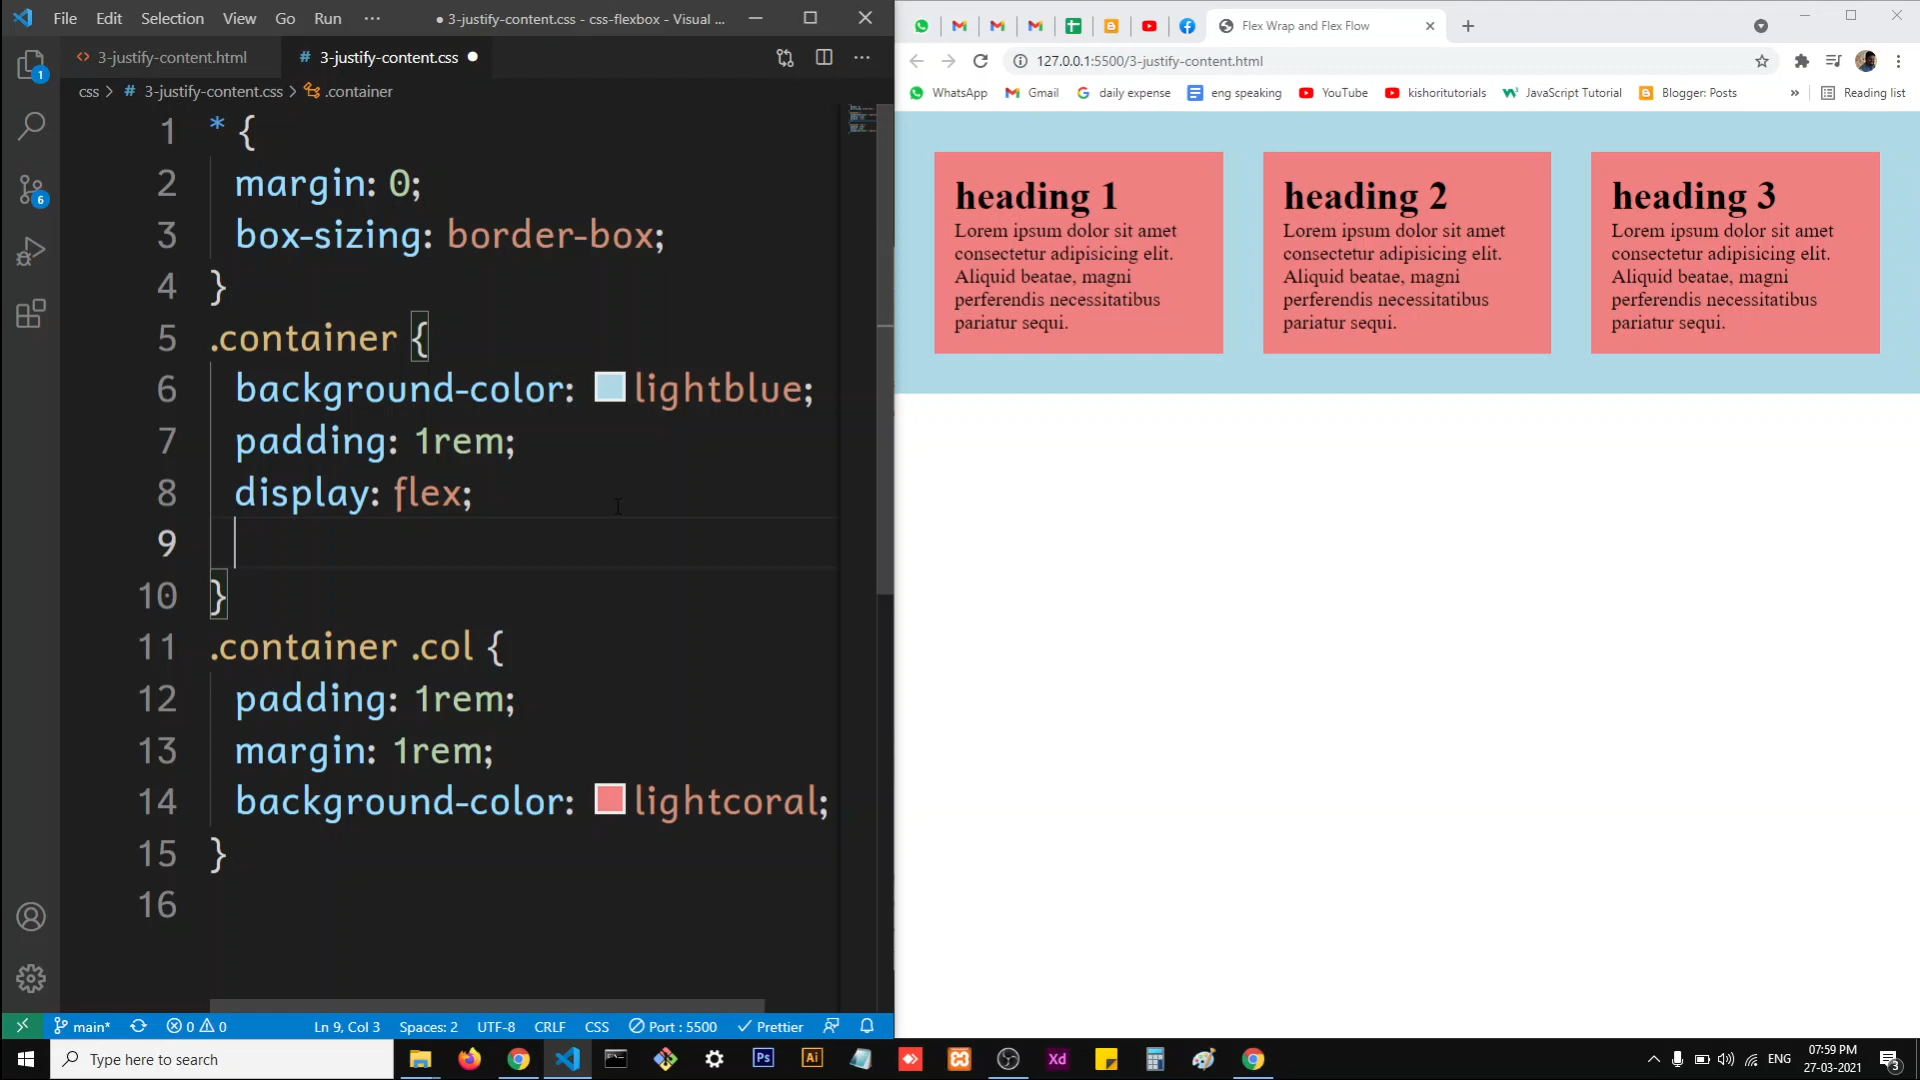 File Edit Selection View Go Run ··· ● 3-justify-content.css - css-flexbox - Visual ...
3-justify-content.html
# 3-justify-content.css ●
css > # 3-justify-content.css > .container
1 * {
2 margin: 0;
3 box-sizing: border-box;
4 }
5 .container {
6 background-color: lightblue;
7 padding: 1rem;
8 display: flex;
9
10 }
11 .container .col {
12 padding: 1rem;
13 margin: 1rem;
14 background-color: lightcoral;
15 }
16
1
6
main* 0 0 Ln 9, Col 3 Spaces: 2 UTF-8 CRLF CSS Port : 5500 Prettier
Flex Wrap and Flex Flow
127.0.0.1:5500/3-justify-content.html
WhatsApp Gmail daily expense eng speaking YouTube kishoritutorials JavaScript Tutorial Blogger: Posts » Reading list
heading 1
Lorem ipsum dolor sit amet
consectetur adipisicing elit.
Aliquid beatae, magni
perferendis necessitatibus
pariatur sequi.
heading 2
Lorem ipsum dolor sit amet
consectetur adipisicing elit.
Aliquid beatae, magni
perferendis necessitatibus
pariatur sequi.
heading 3
Lorem ipsum dolor sit amet
consectetur adipisicing elit.
Aliquid beatae, magni
perferendis necessitatibus
pariatur sequi.
Type here to search
Ps
Ai
Xd
ENG
07:59 PM
27-03-2021
3